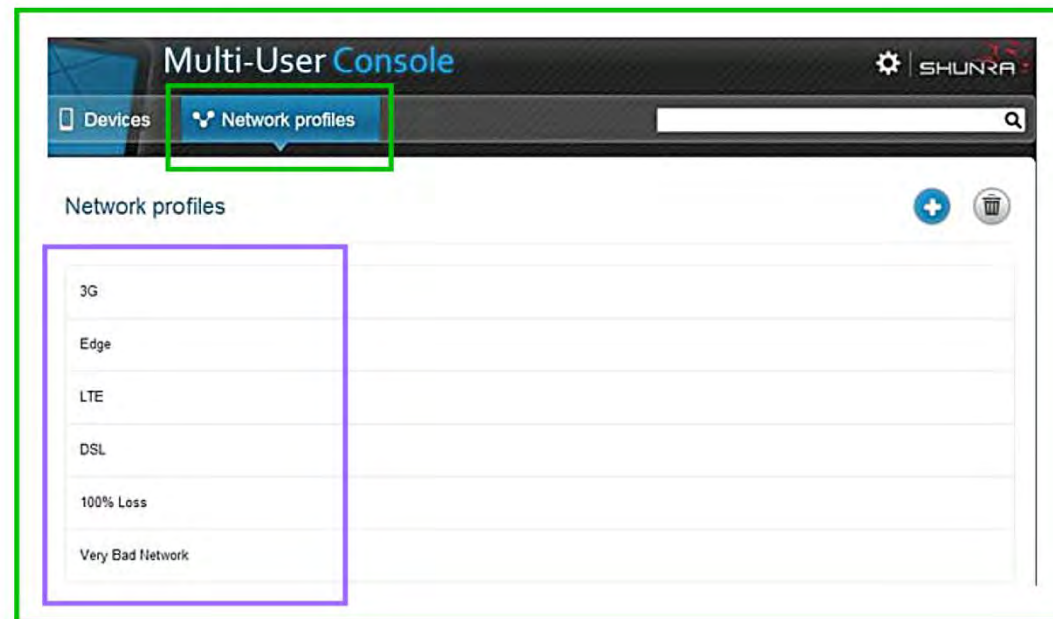 Multi-User Console
SHUNRA
Devices
Network profiles
Network profiles
3G
Edge
LTE
DSL
100% Loss
Very Bad Network